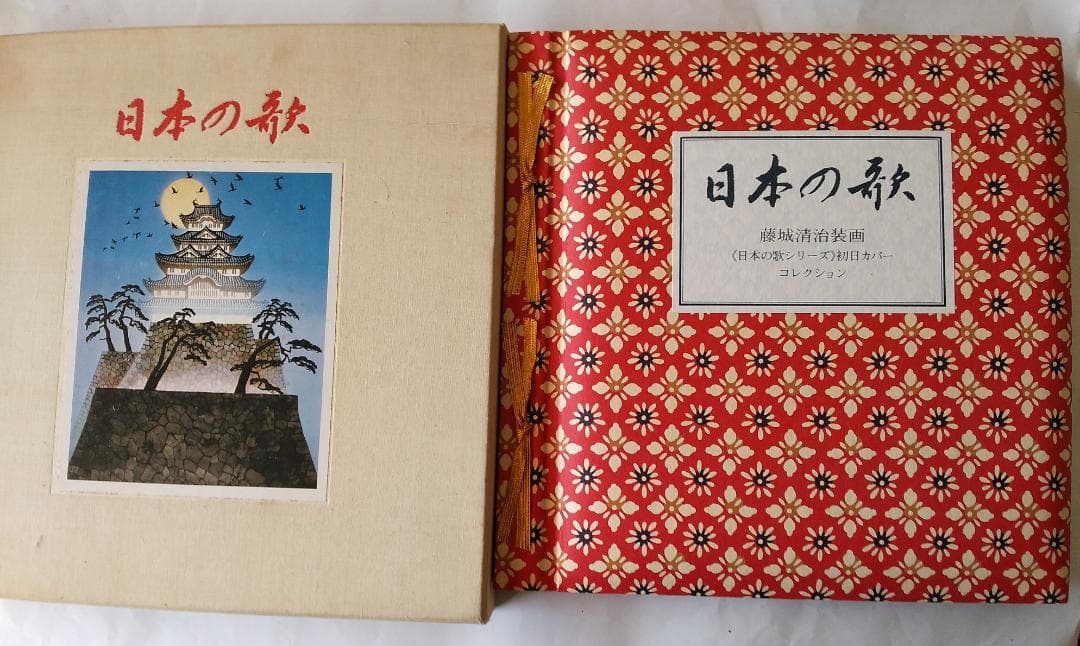 日本の歌
日本の歌
藤城清治装画
《日本の歌シリーズ》初日カバー
コレクション